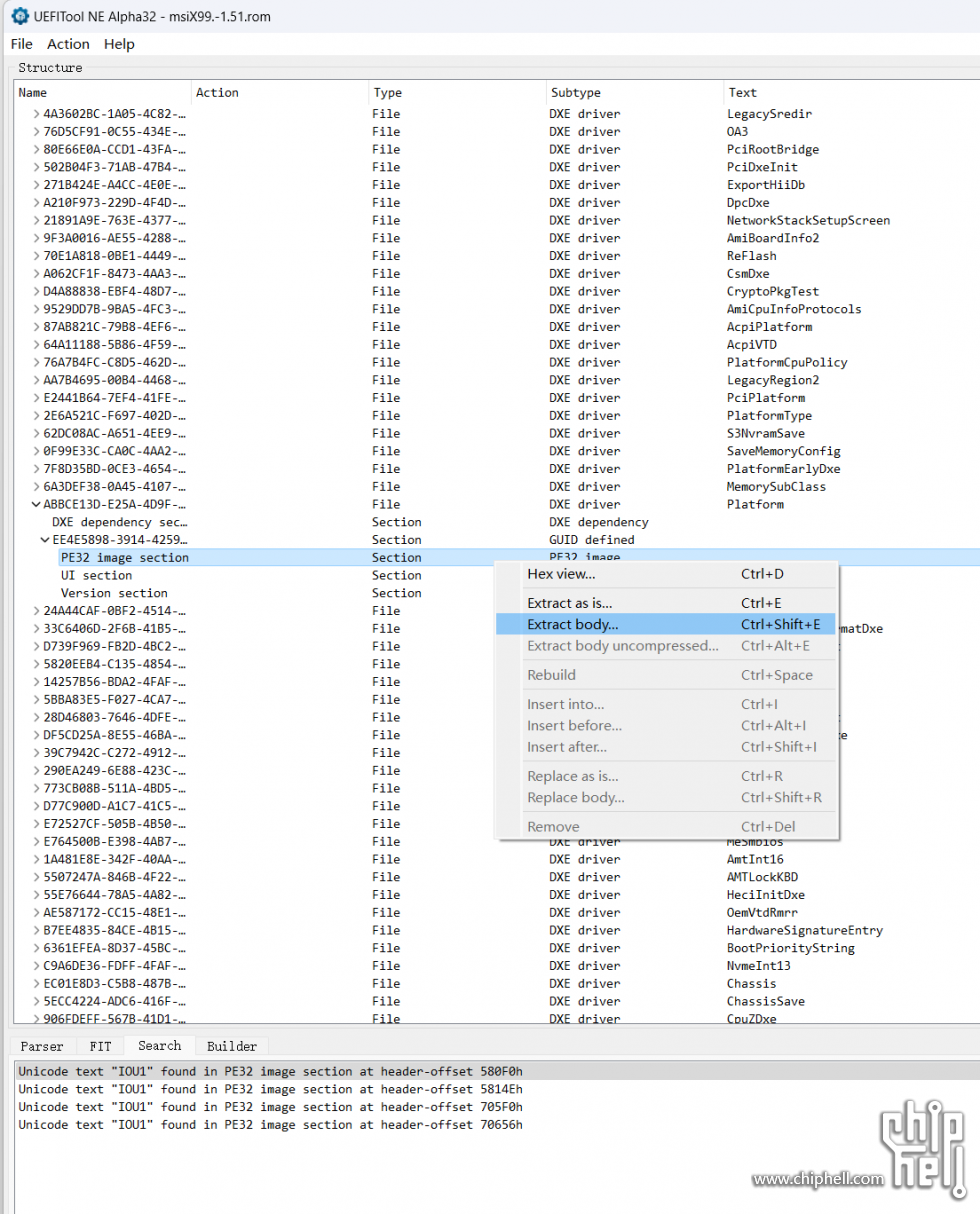 UEFITool NE Alpha32 - msiX99.-1.51.rom
File Action Help
Structure
Name Action Type Subtype Text
4A3602BC-1A05-4C82-… File DXE driver LegacySredir
76D5CF91-0C55-434E-… File DXE driver OA3
80E66E0A-CCD1-43FA-… File DXE driver PciRootBridge
502B04F3-71AB-47B4-… File DXE driver PciDxeInit
271B424E-A4CC-4E0E-… File DXE driver ExportHiiDb
A210F973-229D-4F4D-… File DXE driver DpcDxe
21891A9E-763E-4377-… File DXE driver NetworkStackSetupScreen
9F3A0016-AE55-4288-… File DXE driver AmiBoardInfo2
70E1A818-0BE1-4449-… File DXE driver ReFlash
A062CF1F-8473-4AA3-… File DXE driver CsmDxe
D4A88838-EBF4-48D7-… File DXE driver CryptoPkgTest
9529DD7B-9BA5-4FC3-… File DXE driver AmiCpuInfoProtocols
87AB821C-79B8-4EF6-… File DXE driver AcpiPlatform
64A11188-5B86-4F59-… File DXE driver AcpiVTD
76A7B4FC-C8D5-462D-… File DXE driver PlatformCpuPolicy
AA7B4695-00B4-4468-… File DXE driver LegacyRegion2
E2441B64-7EF4-41FE-… File DXE driver PciPlatform
2E6A521C-F697-402D-… File DXE driver PlatformType
62DC08AC-A651-4EE9-… File DXE driver S3NvramSave
0F99E33C-CA0C-4AA2-… File DXE driver SaveMemoryConfig
7F8D35BD-0CE3-4654-… File DXE driver PlatformEarlyDxe
6A3DEF38-0A45-4107-… File DXE driver MemorySubClass
ABBCE13D-E25A-4D9F-… File DXE driver Platform
DXE dependency sec… Section DXE dependency
EE4E5898-3914-4259… Section GUID defined
PE32 image section Section PE32 image
UI section Section
Version section Section
Hex view... Ctrl+D
Extract as is... Ctrl+E
Extract body... Ctrl+Shift+E
Extract body uncompressed... Ctrl+Alt+E
Rebuild Ctrl+Space
Insert into... Ctrl+I
Insert before... Ctrl+Alt+I
Insert after... Ctrl+Shift+I
Replace as is... Ctrl+R
Replace body... Ctrl+Shift+R
Remove Ctrl+Del
24A44CAF-0BF2-4514-… File
33C6406D-2F6B-41B5-… File matDxe
D739F969-FB2D-4BC2-… File
5820EEB4-C135-4854-… File
14257B56-BDA2-4FAF-… File
5BBA83E5-F027-4CA7-… File
28D46803-7646-4DFE-… File
DF5CD25A-8E55-46BA-… File
39C7942C-C272-4912-… File
290EA249-6E88-423C-… File
773CB08B-511A-4BD5-… File
D77C900D-A1C7-41C5-… File
E72527CF-505B-4B50-… File
E764500B-E398-4AB7-… File DXE driver MeSmbios
1A481E8E-342F-40AA-… File DXE driver AmtInt16
5507247A-846B-4F22-… File DXE driver AMTLockKBD
55E76644-78A5-4A82-… File DXE driver HeciInitDxe
AE587172-CC15-48E1-… File DXE driver OemVtdRmrr
B7EE4835-84CE-4B15-… File DXE driver HardwareSignatureEntry
6361EFEA-8D37-45BC-… File DXE driver BootPriorityString
C9A6DE36-FDFF-4FAF-… File DXE driver NvmeInt13
EC01E8D3-C5B8-487B-… File DXE driver Chassis
5ECC4224-ADC6-416F-… File DXE driver ChassisSave
906FDEFF-567B-41D1-… File DXE driver CpuZDxe
Parser FIT Search Builder
Unicode text "IOU1" found in PE32 image section at header-offset 580F0h
Unicode text "IOU1" found in PE32 image section at header-offset 5814Eh
Unicode text "IOU1" found in PE32 image section at header-offset 705F0h
Unicode text "IOU1" found in PE32 image section at header-offset 70656h
chip hell
www.chiphell.com